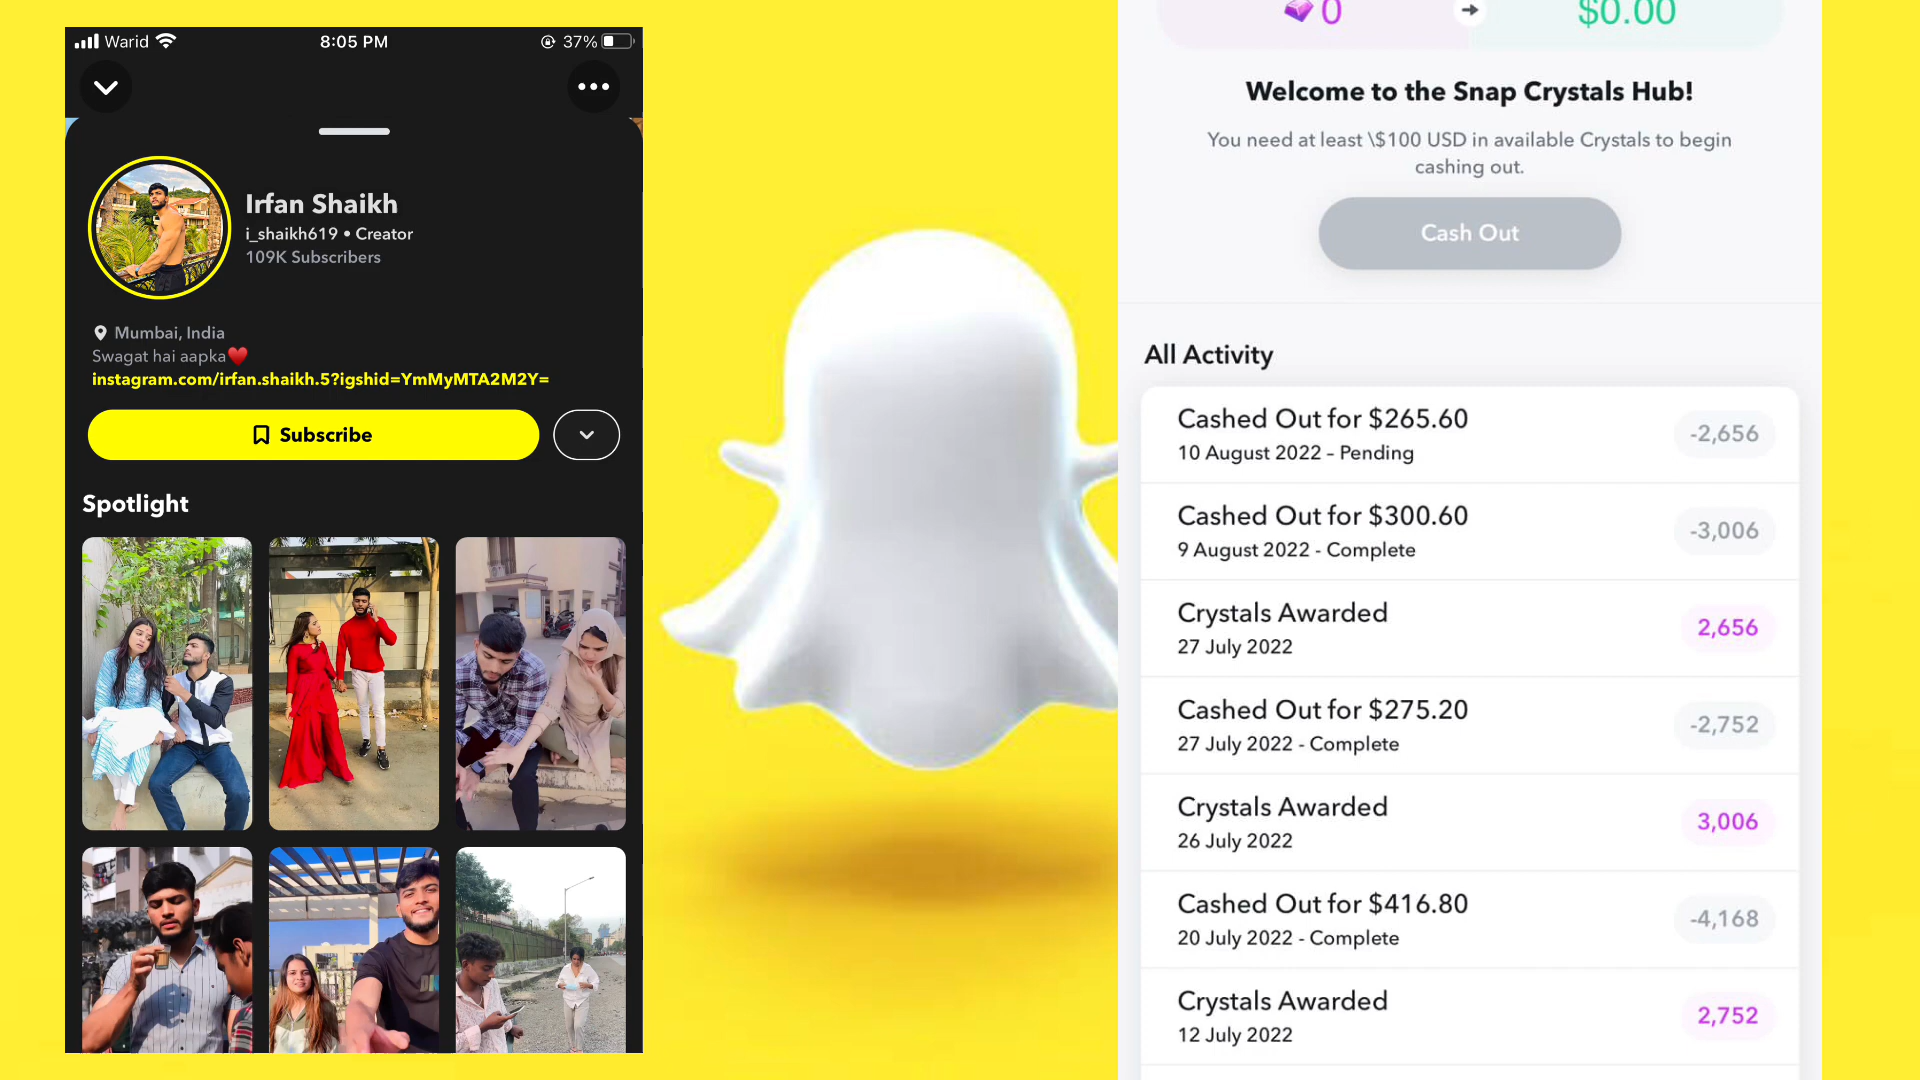 Warid
8:05 PM
37%
Irfan Shaikh
i_shaikh619 • Creator
109K Subscribers
Mumbai, India
Swagat hai aapka❤️
instagram.com/irfan.shaikh.5?igshid=YmMyMTA2M2Y=
Subscribe
Spotlight
0
$0.00
Welcome to the Snap Crystals Hub!
You need at least \$100 USD in available Crystals to begin
cashing out.
Cash Out
All Activity
Cashed Out for $265.60
-2,656
10 August 2022 – Pending
Cashed Out for $300.60
-3,006
9 August 2022 - Complete
Crystals Awarded
2,656
27 July 2022
Cashed Out for $275.20
-2,752
27 July 2022 - Complete
Crystals Awarded
3,006
26 July 2022
Cashed Out for $416.80
-4,168
20 July 2022 - Complete
Crystals Awarded
2,752
12 July 2022